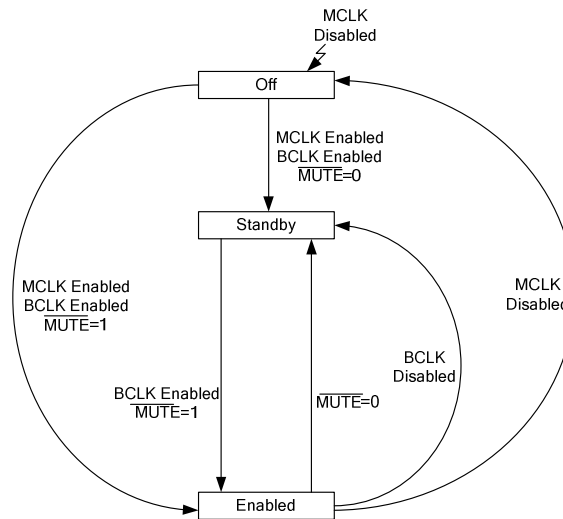 MCLK
Disabled
Off
MCLK Enabled
BCLK Enabled
MUTE=0
Standby
MCLK Enabled
BCLK Enabled
MUTE=1
MCLK
Disabled
BCLK
Disabled
BCLK Enabled
MUTE=1
MUTE=0
Enabled